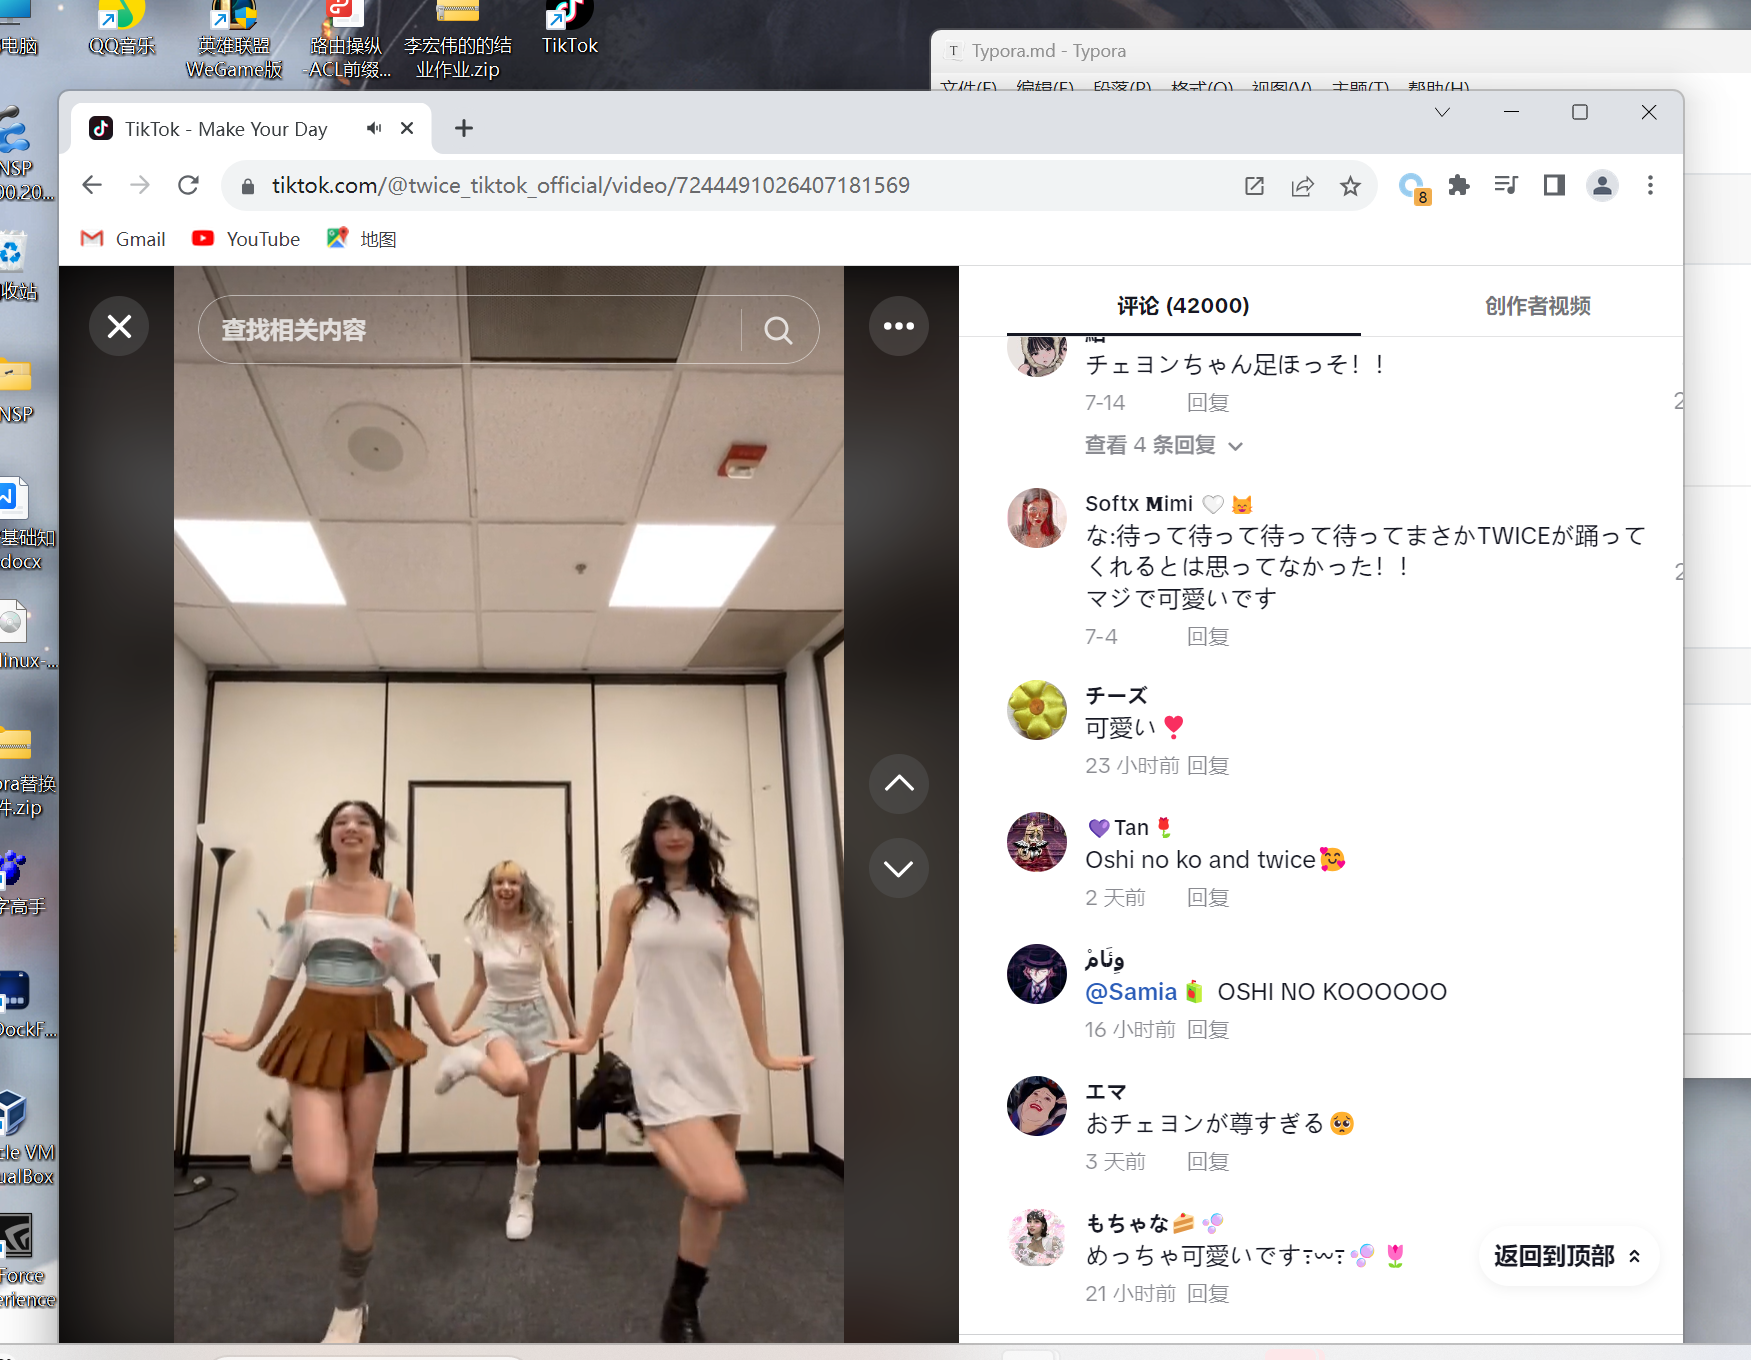 电脑
QQ音乐
英雄联盟
WeGame版
路由操纵
-ACL前缀...
李宏伟的的结
业作业.zip
TikTok
T Typora.md - Typora
文件(F) 编辑(E) 段落(P) 格式(O) 视图(V) 主题(T) 帮助(H)
TikTok - Make Your Day
tiktok.com/@twice_tiktok_official/video/7244491026407181569
8
Gmail
YouTube
地图
NSP
00.20...
收站
NSP
基础知
docx
linux-...
ora替换
件.zip
字高手
DockF...
cle VM
ualBox
Force
erience
查找相关内容
评论 (42000)
创作者视频
チェヨンちゃん足ほっそ！！
7-14 回复
2
查看 4 条回复
Softx 𝐌imi 🤍 😽
な:待って待って待って待ってまさかTWICEが踊って
くれるとは思ってなかった！！
マジで可愛いです
2
7-4 回复
チーズ
可愛い❣️
23 小时前 回复
💜Tan🌷
Oshi no ko and twice🥰
2 天前 回复
وِئَامْ
@Samia🧃 OSHI NO KOOOOOO
16 小时前 回复
エマ
おチェヨンが尊すぎる🥺
3 天前 回复
もちゃな🍰🫧
めっちゃ可愛いです߹〰߹🫧🌷
21 小时前 回复
返回到顶部